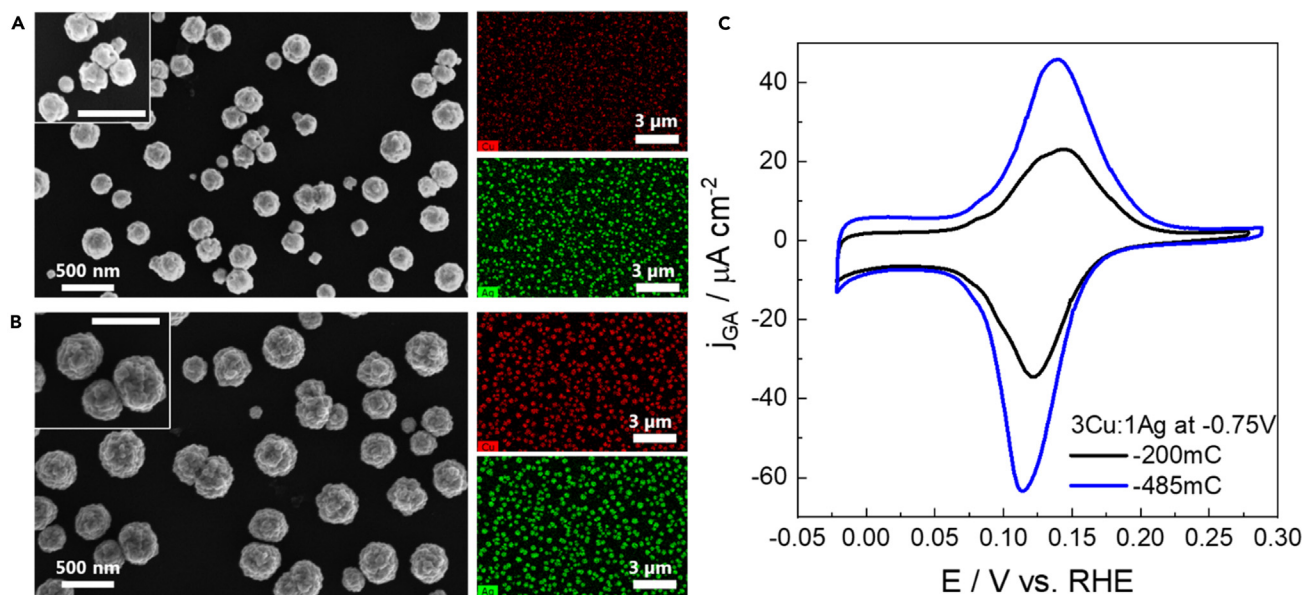 A
500 nm
3 µm
Cu
3 µm
Ag
B
500 nm
3 µm
Cu
3 µm
Ag
C
40
20
0
-20
-40
-60
jGA / µA cm-2
3Cu:1Ag at -0.75V
-200mC
-485mC
-0.05 0.00 0.05 0.10 0.15 0.20 0.25 0.30
E / V vs. RHE